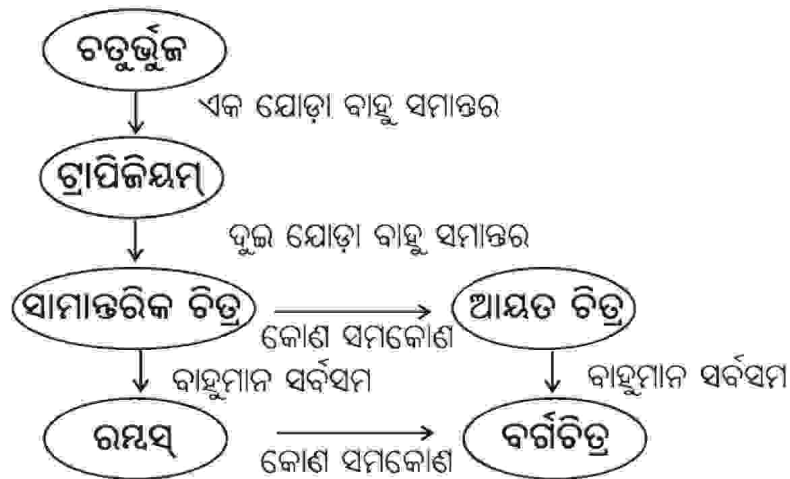 ଚତୁର୍ଭୁଜ
ଏକ ଯୋଡ଼ା ବାହୁ ସମାନ୍ତର
ଟ୍ରାପିଜିୟମ୍
ଦୁଇ ଯୋଡ଼ା ବାହୁ ସମାନ୍ତର
ସାମାନ୍ତରିକ ଚିତ୍ର
କୋଣ ସମକୋଣ
ଆୟତ ଚିତ୍ର
ବାହୁମାନ ସର୍ବସମ
ବାହୁମାନ ସର୍ବସମ
ରମ୍ବସ୍
କୋଣ ସମକୋଣ
ବର୍ଗଚିତ୍ର